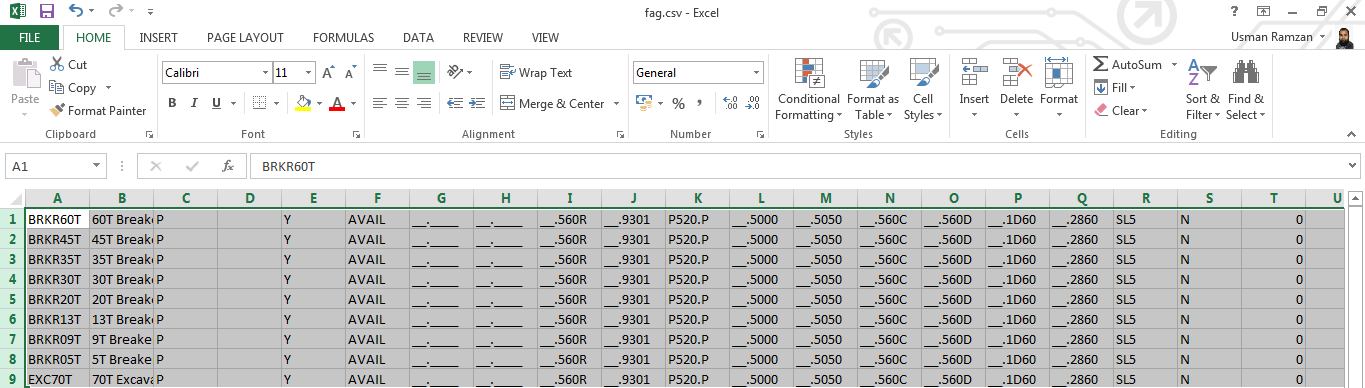 fag.csv - Excel
FILE HOME INSERT PAGE LAYOUT FORMULAS DATA REVIEW VIEW Usman Ramzan
Paste Cut Copy Format Painter Clipboard
Calibri 11 B I U Font
Wrap Text Merge & Center Alignment
General % , Number
Conditional Formatting Format as Table Cell Styles Styles
Insert Delete Format Cells
AutoSum Fill Clear Sort & Filter Find & Select Editing
A1 fx BRKR60T
A B C D E F G H I J K L M N O P Q R S T U
1 BRKR60T 60T Breake P Y AVAIL __.____ __.____ __.560R __.9301 P520.P __.5000 __.5050 __.560C __.560D __.1D60 __.2860 SL5 N 0
2 BRKR45T 45T Breake P Y AVAIL __.____ __.____ __.560R __.9301 P520.P __.5000 __.5050 __.560C __.560D __.1D60 __.2860 SL5 N 0
3 BRKR35T 35T Breake P Y AVAIL __.____ __.____ __.560R __.9301 P520.P __.5000 __.5050 __.560C __.560D __.1D60 __.2860 SL5 N 0
4 BRKR30T 30T Breake P Y AVAIL __.____ __.____ __.560R __.9301 P520.P __.5000 __.5050 __.560C __.560D __.1D60 __.2860 SL5 N 0
5 BRKR20T 20T Breake P Y AVAIL __.____ __.____ __.560R __.9301 P520.P __.5000 __.5050 __.560C __.560D __.1D60 __.2860 SL5 N 0
6 BRKR13T 13T Breake P Y AVAIL __.____ __.____ __.560R __.9301 P520.P __.5000 __.5050 __.560C __.560D __.1D60 __.2860 SL5 N 0
7 BRKR09T 9T Breaker P Y AVAIL __.____ __.____ __.560R __.9301 P520.P __.5000 __.5050 __.560C __.560D __.1D60 __.2860 SL5 N 0
8 BRKR05T 5T Breaker P Y AVAIL __.____ __.____ __.560R __.9301 P520.P __.5000 __.5050 __.560C __.560D __.1D60 __.2860 SL5 N 0
9 EXC70T 70T Excava P Y AVAIL __.____ __.____ __.560R __.9301 P520.P __.5000 __.5050 __.560C __.560D __.1D60 __.2860 SL5 N 0